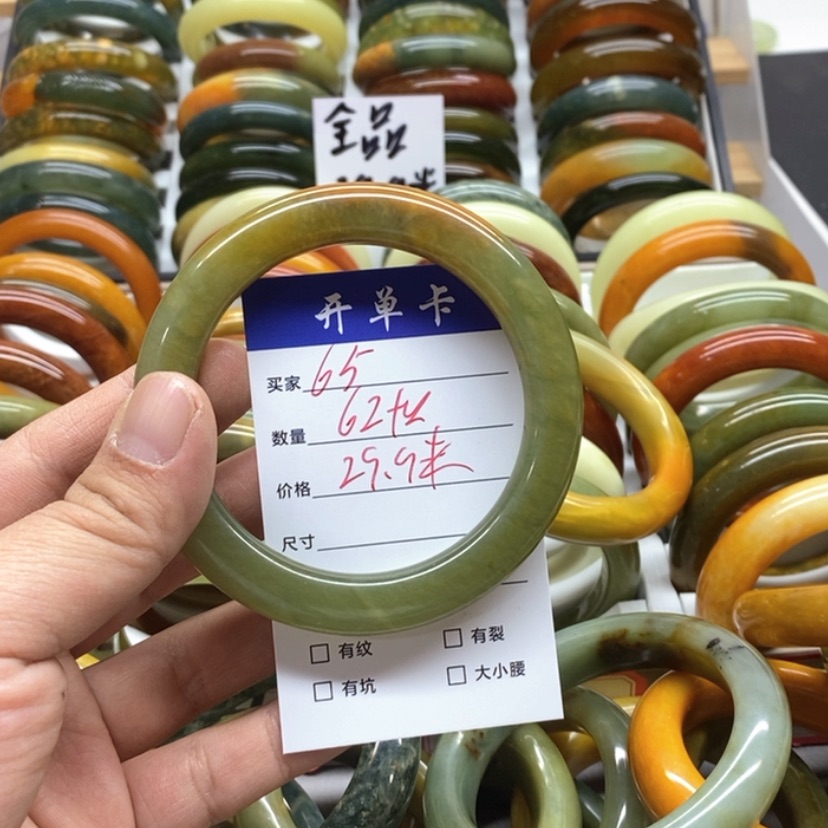 全品
开单卡
买家 65
数量 62权
价格 29.9米
尺寸
有纹
有裂
有坑
大小腰